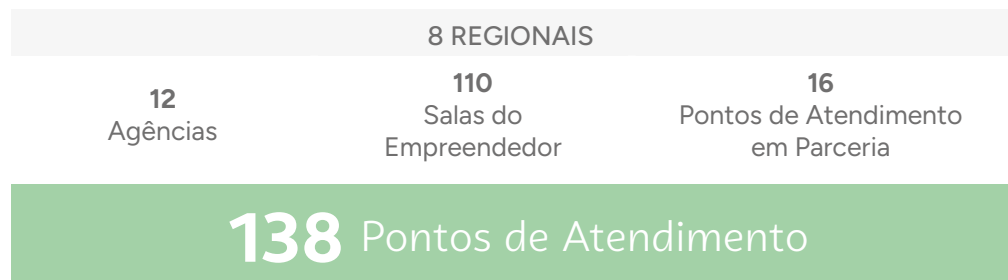 8 REGIONAIS
12
Agências
110
Salas do
Empreendedor
16
Pontos de Atendimento
em Parceria
138 Pontos de Atendimento